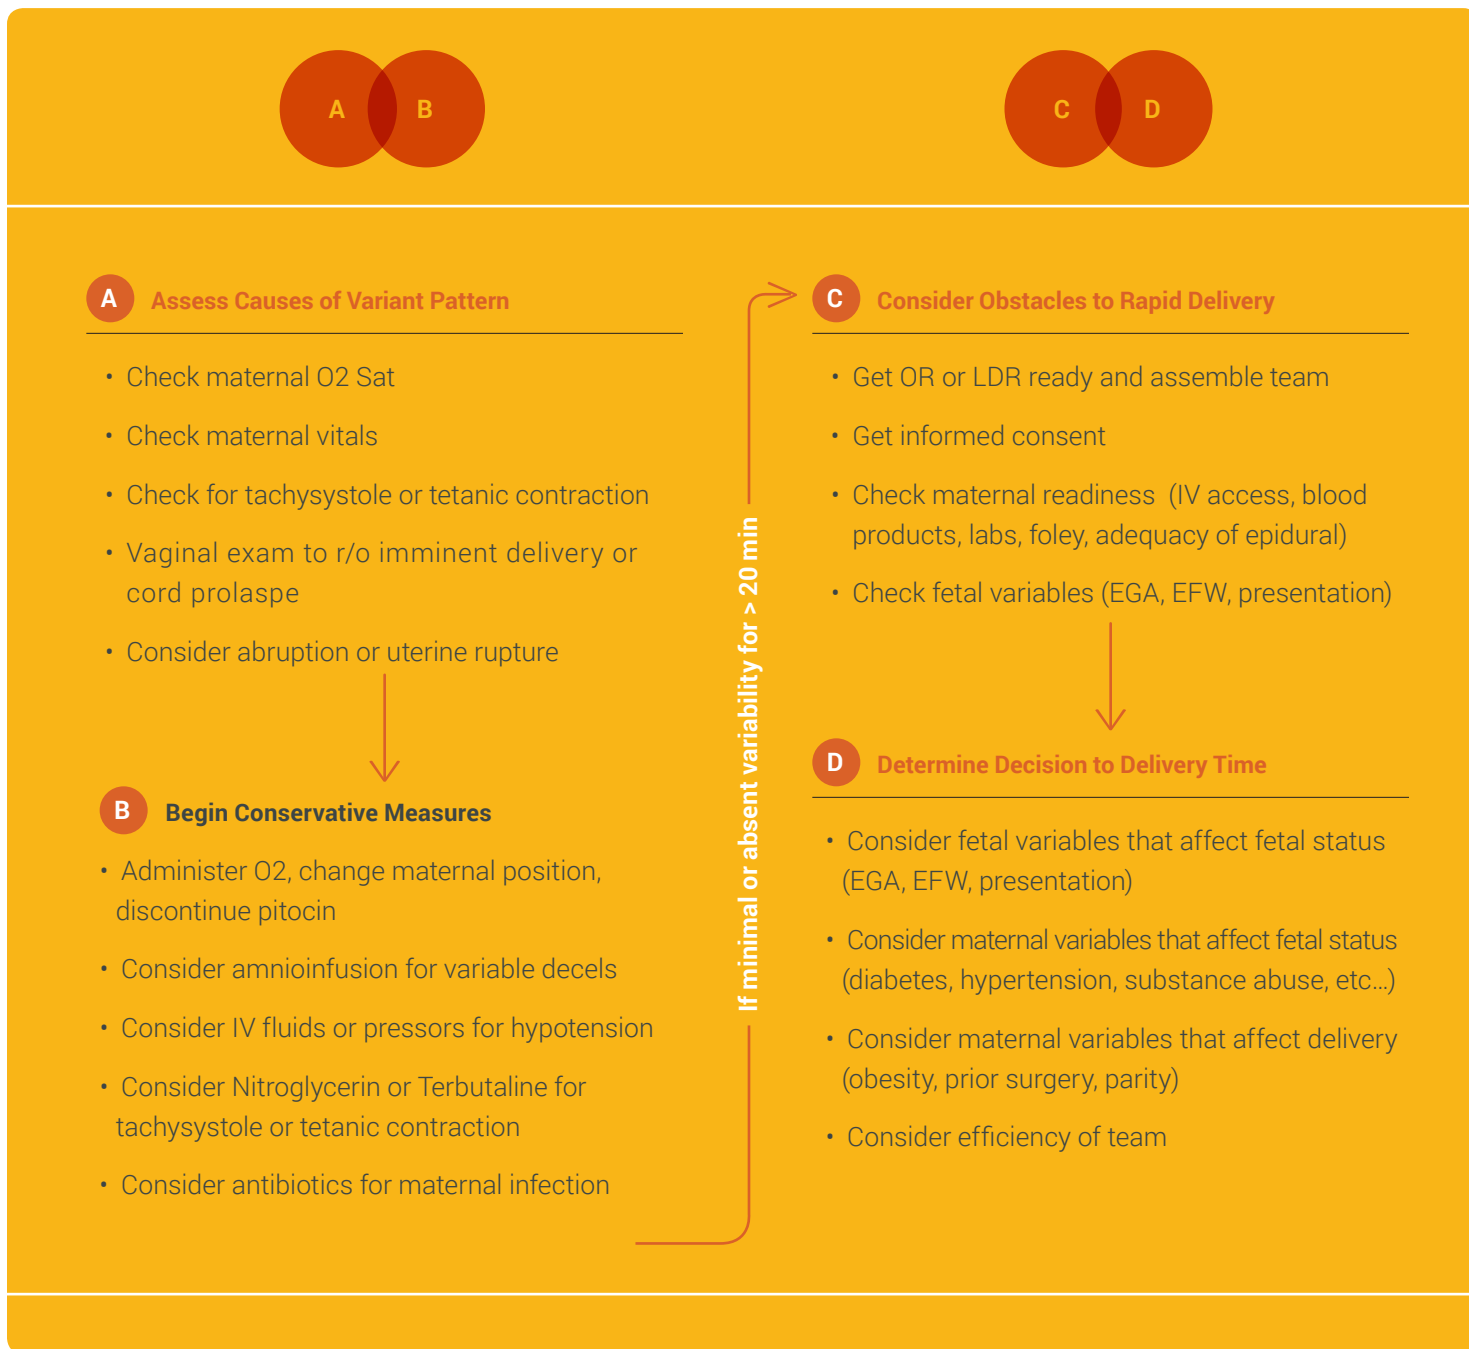 A B
C D
A Assess Causes of Variant Pattern
• Check maternal O2 Sat
• Check maternal vitals
• Check for tachysystole or tetanic contraction
• Vaginal exam to r/o imminent delivery or
cord prolaspe
• Consider abruption or uterine rupture
B Begin Conservative Measures
• Administer O2, change maternal position,
discontinue pitocin
• Consider amnioinfusion for variable decels
• Consider IV fluids or pressors for hypotension
• Consider Nitroglycerin or Terbutaline for
tachysystole or tetanic contraction
• Consider antibiotics for maternal infection
If minimal or absent variability for > 20 min
C Consider Obstacles to Rapid Delivery
• Get OR or LDR ready and assemble team
• Get informed consent
• Check maternal readiness (IV access, blood
products, labs, foley, adequacy of epidural)
• Check fetal variables (EGA, EFW, presentation)
D Determine Decision to Delivery Time
• Consider fetal variables that affect fetal status
(EGA, EFW, presentation)
• Consider maternal variables that affect fetal status
(diabetes, hypertension, substance abuse, etc...)
• Consider maternal variables that affect delivery
(obesity, prior surgery, parity)
• Consider efficiency of team